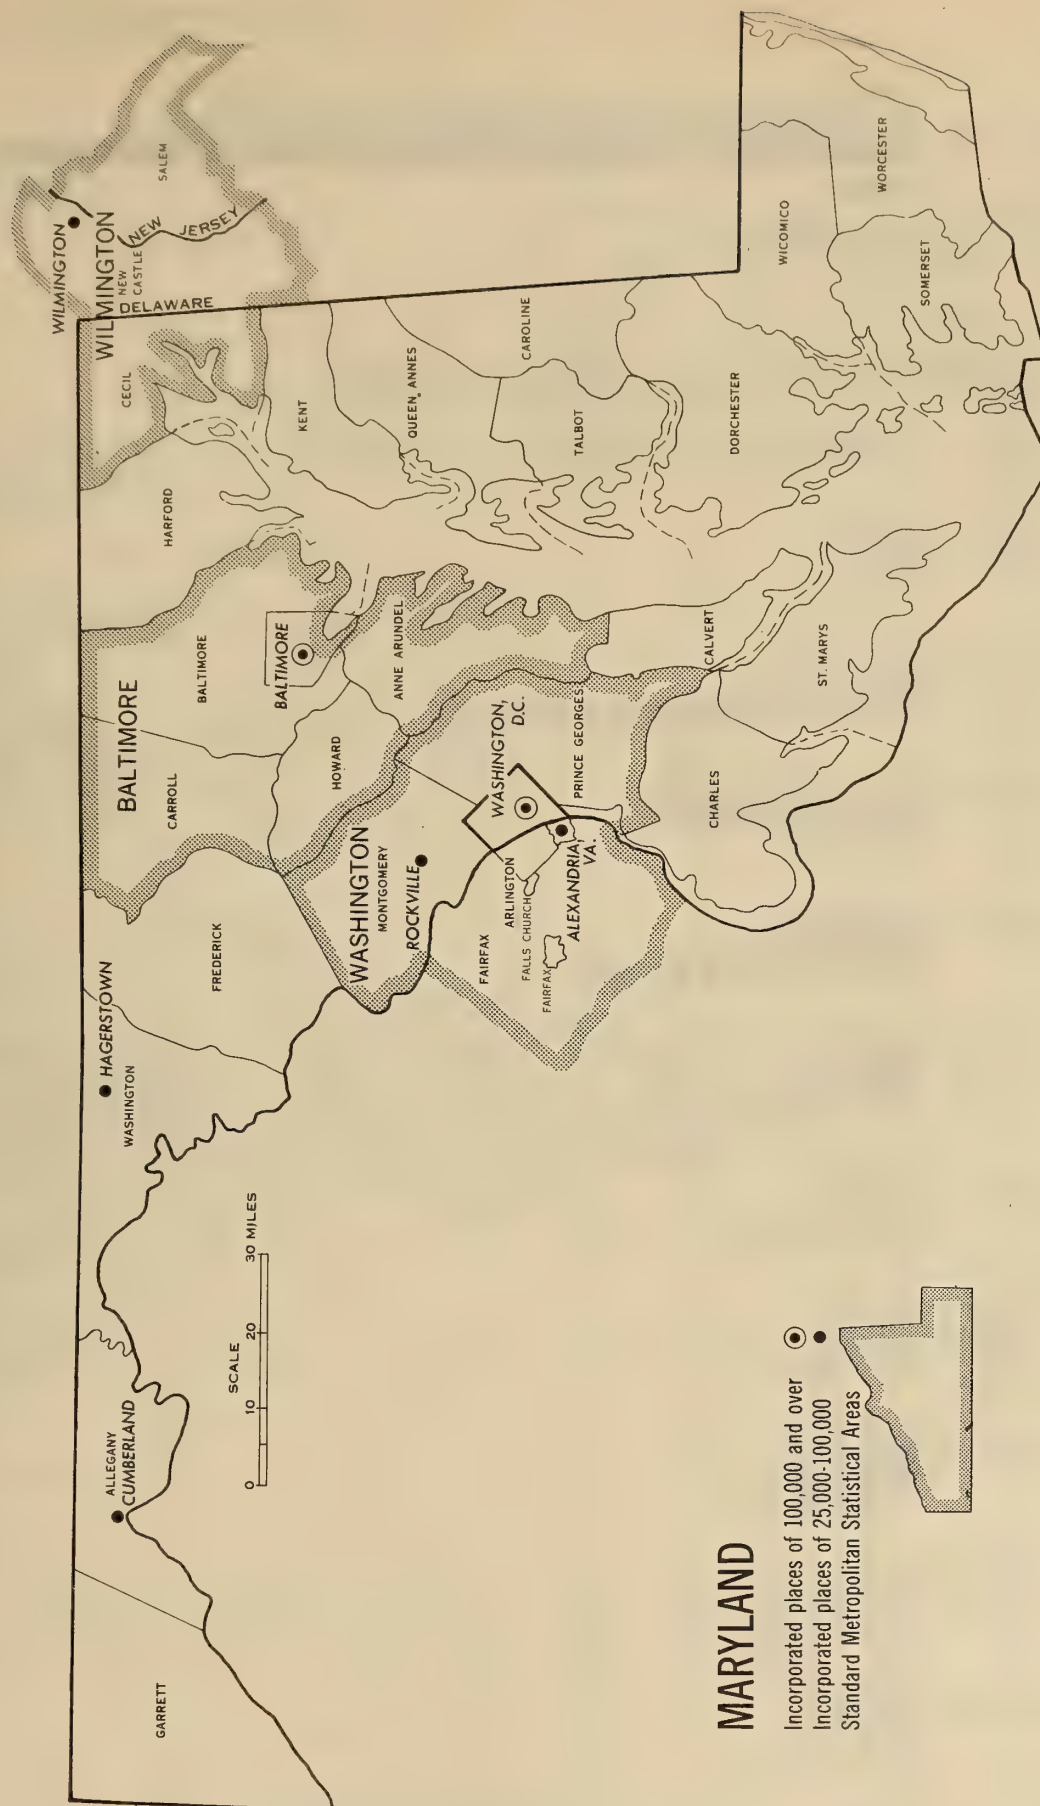 MARYLAND
Incorporated places of 100,000 and over
Incorporated places of 25,000-100,000
Standard Metropolitan Statistical Areas
SCALE
0 10 20 30 MILES
GARRETT
ALLEGANY
CUMBERLAND
HAGERSTOWN
WASHINGTON
FREDERICK
CARROLL
BALTIMORE
BALTIMORE
BALTIMORE
HARFORD
CECIL
WILMINGTON
WILMINGTON
NEW
CASTLE
DELAWARE
NEW JERSEY
SALEM
HOWARD
ANNE ARUNDEL
WASHINGTON
MONTGOMERY
ROCKVILLE
WASHINGTON,
D.C.
PRINCE GEORGES
ARLINGTON
FALLS CHURCH
FAIRFAX
FAIRFAX
ALEXANDRIA,
VA.
KENT
QUEEN ANNES
CAROLINE
TALBOT
DORCHESTER
WICOMICO
WORCESTER
SOMERSET
CALVERT
ST. MARYS
CHARLES